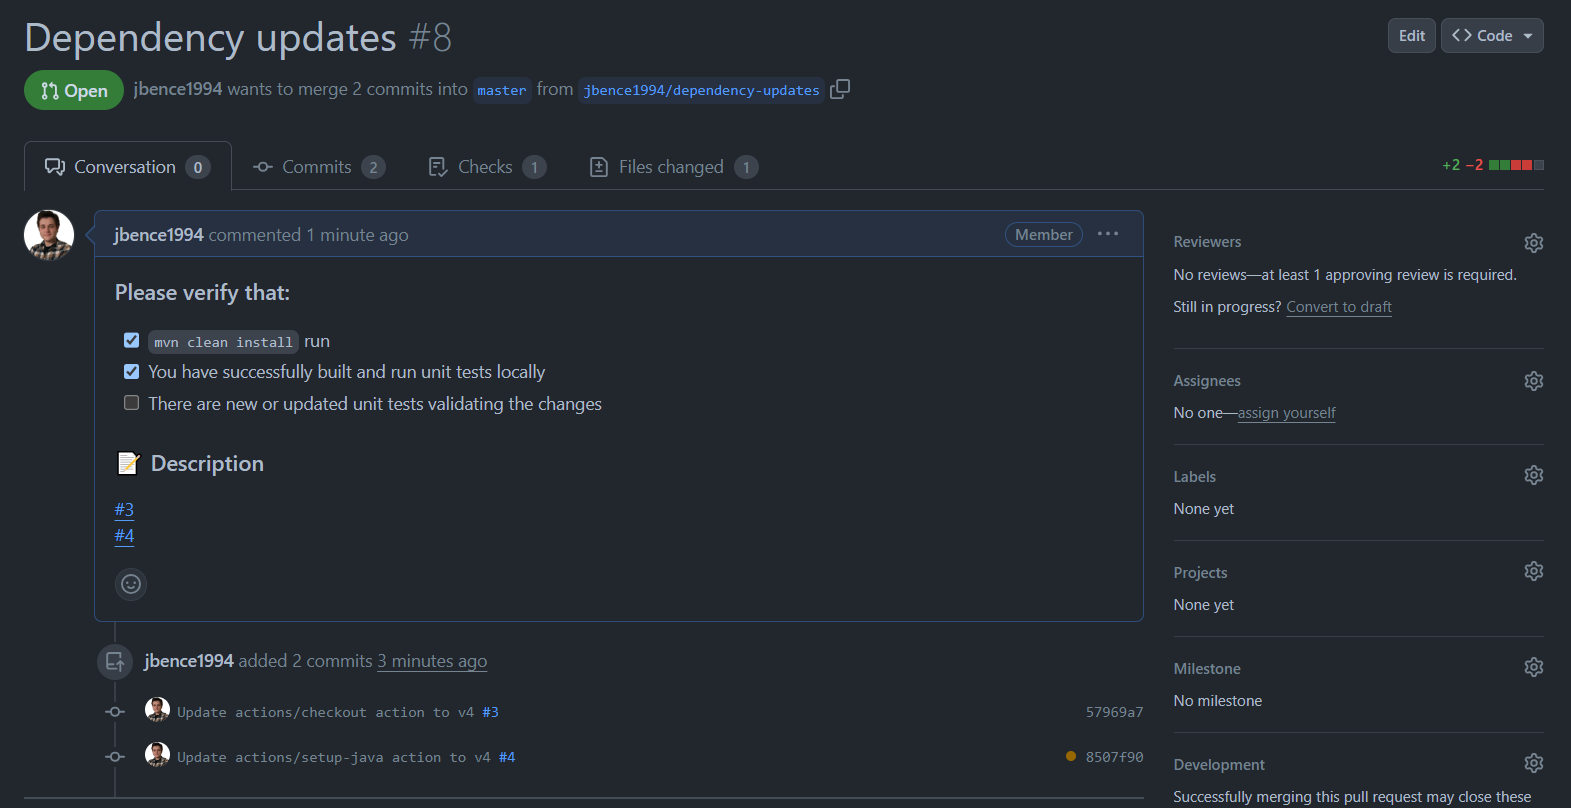 Dependency updates #8
Edit
<> Code
Open
jbence1994 wants to merge 2 commits into master from jbence1994/dependency-updates
Conversation 0
Commits 2
Checks 1
Files changed 1
+2 −2
jbence1994 commented 1 minute ago
Member
Please verify that:
mvn clean install run
You have successfully built and run unit tests locally
There are new or updated unit tests validating the changes
📝 Description
#3
#4
jbence1994 added 2 commits 3 minutes ago
Update actions/checkout action to v4 #3
57969a7
Update actions/setup-java action to v4 #4
8507f90
Reviewers
No reviews—at least 1 approving review is required.
Still in progress? Convert to draft
Assignees
No one—assign yourself
Labels
None yet
Projects
None yet
Milestone
No milestone
Development
Successfully merging this pull request may close these